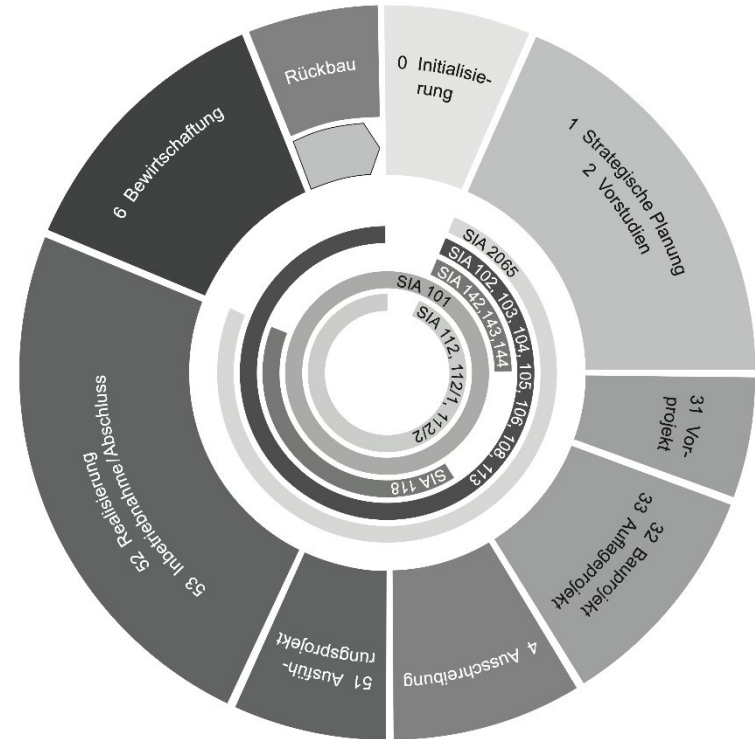 0 Initialisie-
rung
1 Strategische Planung
2 Vorstudien
31 Vor-
projekt
32 Bauprojekt
33 Auflageprojekt
4 Ausschreibung
51 Ausfüh-
rungsprojekt
52 Realisierung
53 Inbetriebnahme/Abschluss
6 Bewirtschaftung
Rückbau
SIA 2065
SIA 102, 103, 104, 105, 106, 108, 113
SIA 142,143,144
SIA 101
SIA 112, 112/1, 112/2
SIA 118